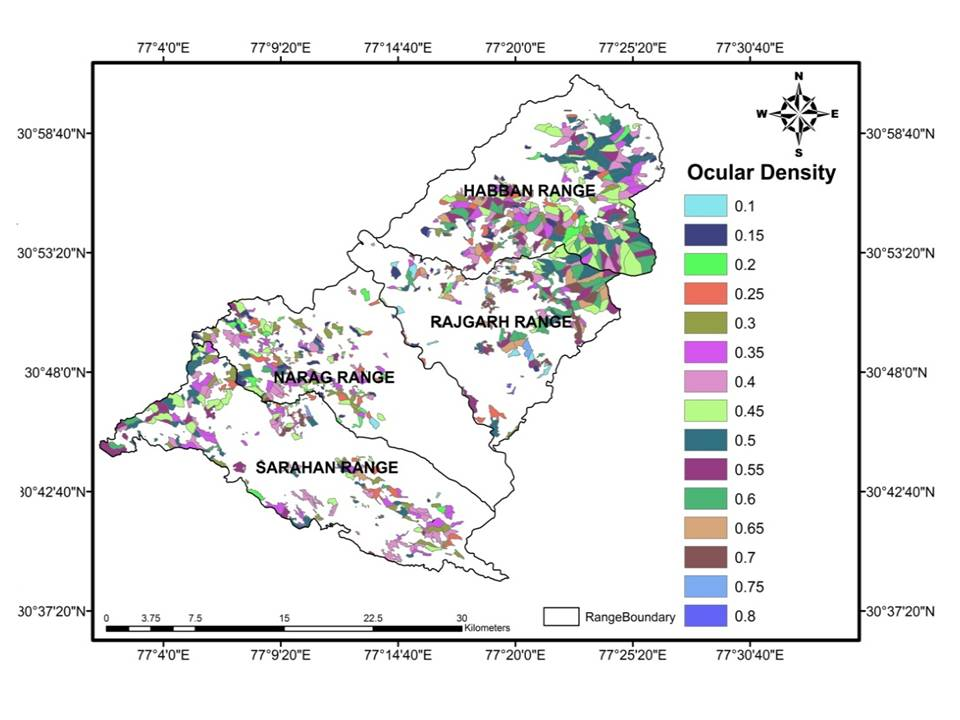 77°4'0"E 77°9'20"E 77°14'40"E 77°20'0"E 77°25'20"E 77°30'40"E
N
W E
S
30°58'40"N 30°58'40"N
Ocular Density
HABBAN RANGE
0.1
0.15
30°53'20"N 30°53'20"N
0.2
0.25
RAJGARH RANGE
0.3
0.35
30°48'0"N 30°48'0"N
NARAG RANGE
0.4
0.45
0.5
SARAHAN RANGE
0.55
30°42'40"N 30°42'40"N
0.6
0.65
0.7
0.75
30°37'20"N 30°37'20"N
0.8
0 3.75 7.5 15 22.5 30
Kilometers
RangeBoundary
77°4'0"E 77°9'20"E 77°14'40"E 77°20'0"E 77°25'20"E 77°30'40"E